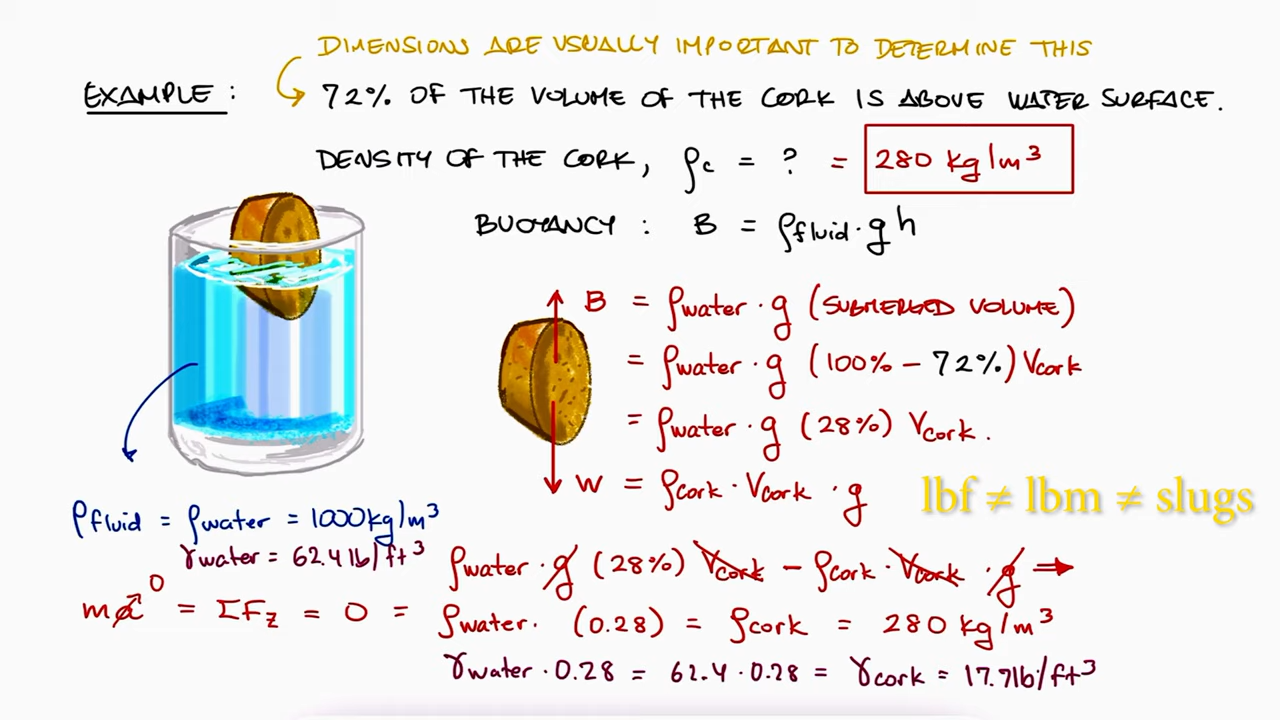 DIMENSIONS ARE USUALLY IMPORTANT TO DETERMINE THIS
EXAMPLE : 72% OF THE VOLUME OF THE CORK IS ABOVE WATER SURFACE.
DENSITY OF THE CORK, ρc = ? = 280 kg/m³
BUOYANCY : B = ρfluid · g h
B = ρwater · g (SUBMERGED VOLUME)
= ρwater · g (100% − 72%) Vcork
= ρwater · g (28%) Vcork .
W = ρcork · Vcork · g
lbf ≠ lbm ≠ slugs
ρfluid = ρwater = 1000 kg/m³
γwater = 62.4 lb/ft³
ρwater · g (28%) Vcork − ρcork · Vcork · g ⇒
ma⁰ = ΣFz = 0 = ρwater · (0.28) = ρcork = 280 kg/m³
γwater · 0.28 = 62.4 · 0.28 = γcork = 17.7 lb/ft³